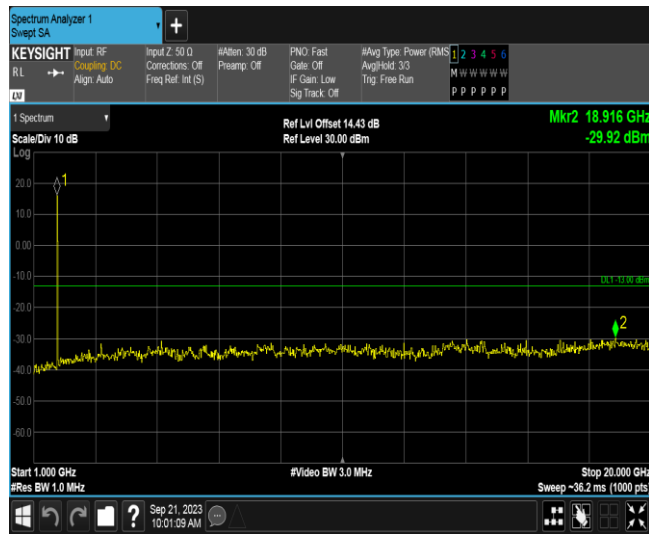 Spectrum Analyzer 1
Swept SA
+
KEYSIGHT
RL
LXI
Input: RF
Coupling: DC
Align: Auto
Input Z: 50 Ω
Corrections: Off
Freq Ref: Int (S)
#Atten: 30 dB
Preamp: Off
PNO: Fast
Gate: Off
IF Gain: Low
Sig Track: Off
#Avg Type: Power (RMS
Avg|Hold: 3/3
Trig: Free Run
1 2 3 4 5 6
M W W W W W
P P P P P P
1 Spectrum
Scale/Div 10 dB
Ref Lvl Offset 14.43 dB
Ref Level 30.00 dBm
Mkr2 18.916 GHz
-29.92 dBm
Log
1
20.0
10.0
0.00
-10.0
DL1 -13.00 dBm
-20.0
2
-30.0
-40.0
-50.0
-60.0
Start 1.000 GHz
#Video BW 3.0 MHz
Stop 20.000 GHz
#Res BW 1.0 MHz
Sweep ~36.2 ms (1000 pts)
?
Sep 21, 2023
10:01:09 AM